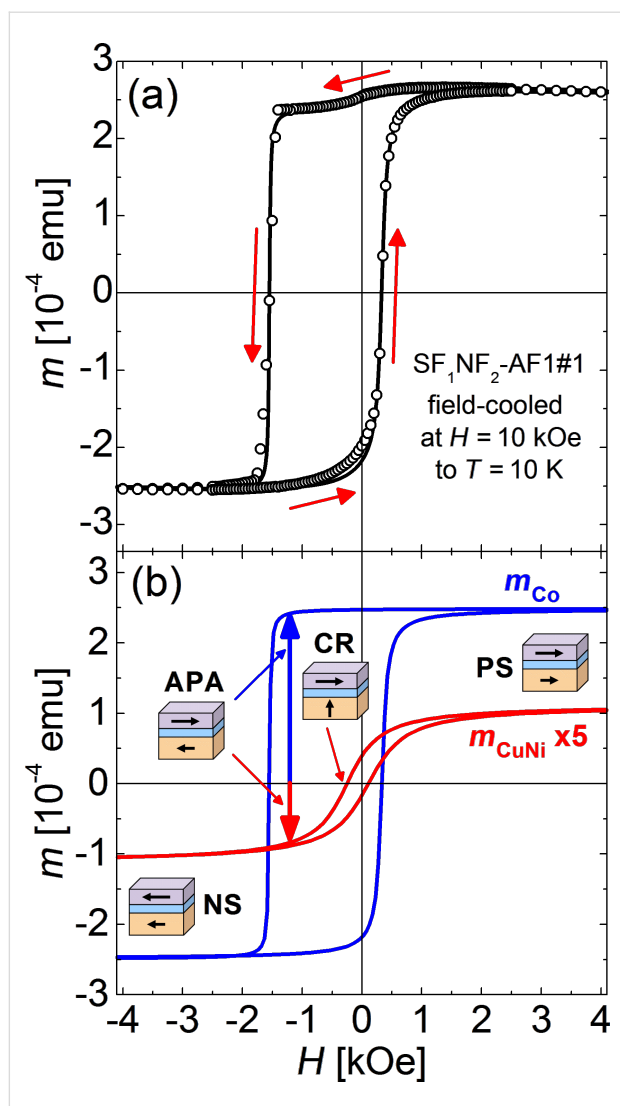 (a)
3
2
1
0
-1
-2
-3
m [10⁻⁴ emu]
SF₁NF₂-AF1#1
field-cooled
at H = 10 kOe
to T = 10 K
(b)
3
2
1
0
-1
-2
-3
m [10⁻⁴ emu]
m_Co
CR
APA
PS
m_CuNi x5
NS
-4 -3 -2 -1 0 1 2 3 4
H [kOe]